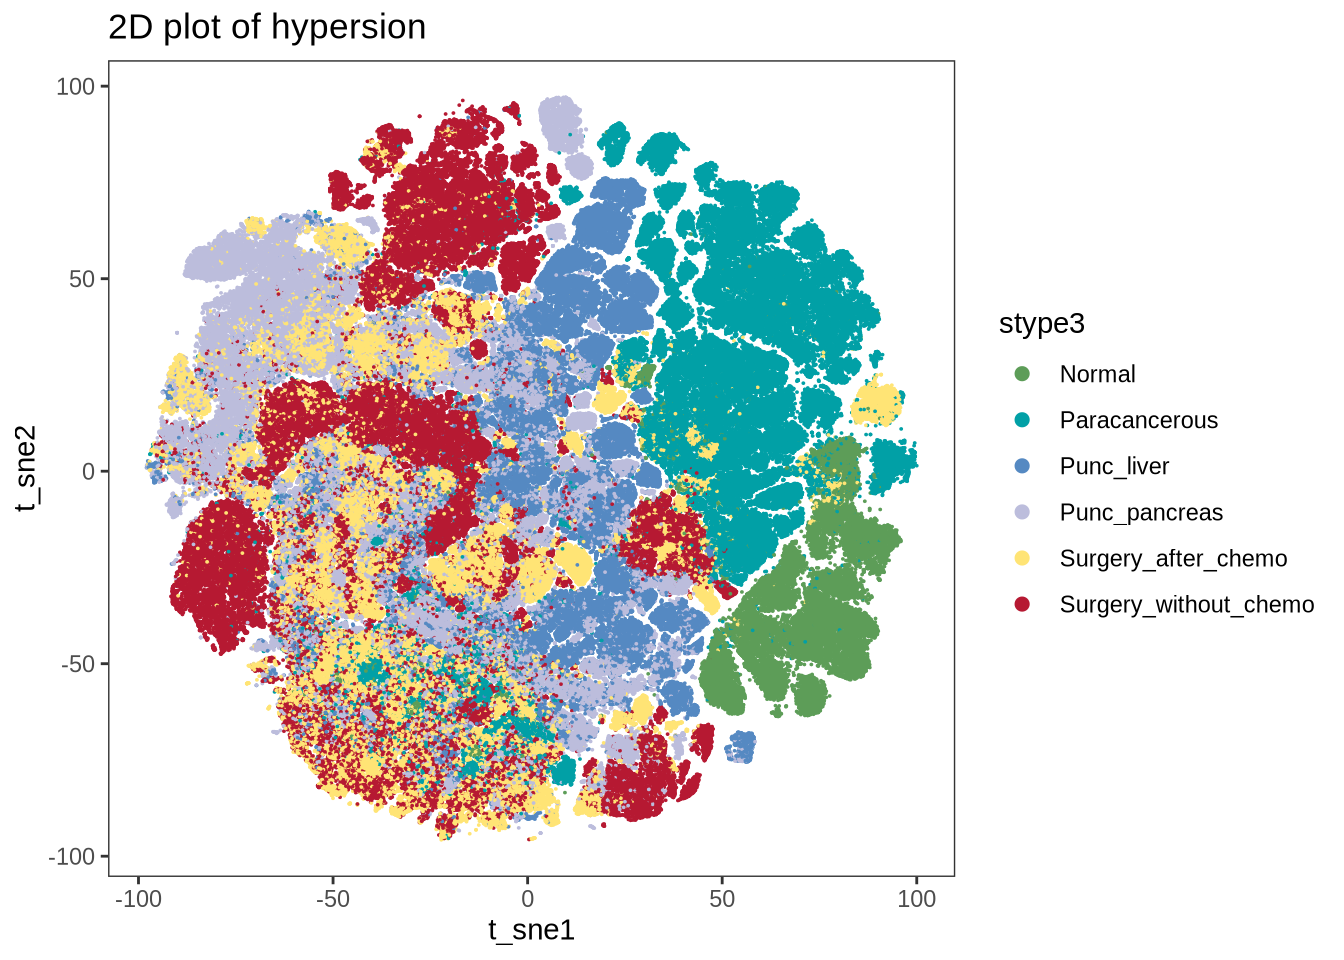 2D plot of hypersion
100
50
0
-50
-100
t_sne2
-100
-50
0
50
100
t_sne1
stype3
Normal
Paracancerous
Punc_liver
Punc_pancreas
Surgery_after_chemo
Surgery_without_chemo